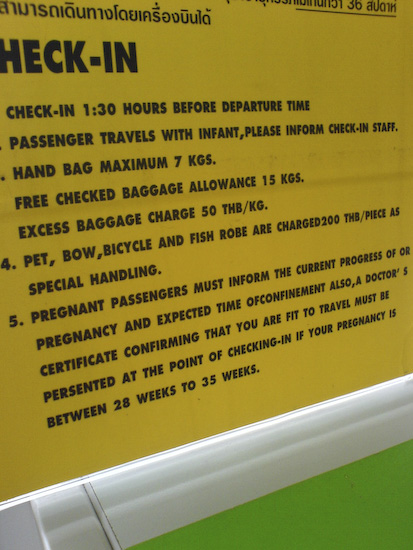 36 สัปดาห์
สามารถเดินทางโดยเครื่องบินได้
HECK-IN
CHECK-IN 1:30 HOURS BEFORE DEPARTURE TIME
. PASSENGER TRAVELS WITH INFANT,PLEASE INFORM CHECK-IN STAFF.
. HAND BAG MAXIMUM 7 KGS.
FREE CHECKED BAGGAGE ALLOWANCE 15 KGS.
EXCESS BAGGAGE CHARGE 50 THB/KG.
4. PET, BOW,BICYCLE AND FISH ROBE ARE CHARGED200 THB/PIECE AS
SPECIAL HANDLING.
5. PREGNANT PASSENGERS MUST INFORM THE CURRENT PROGRESS OF OR
PREGNANCY AND EXPECTED TIME OFCONFINEMENT ALSO,A DOCTOR' S
CERTIFICATE CONFIRMING THAT YOU ARE FIT TO TRAVEL MUST BE
PERSENTED AT THE POINT OF CHECKING-IN IF YOUR PREGNANCY IS
BETWEEN 28 WEEKS TO 35 WEEKS.